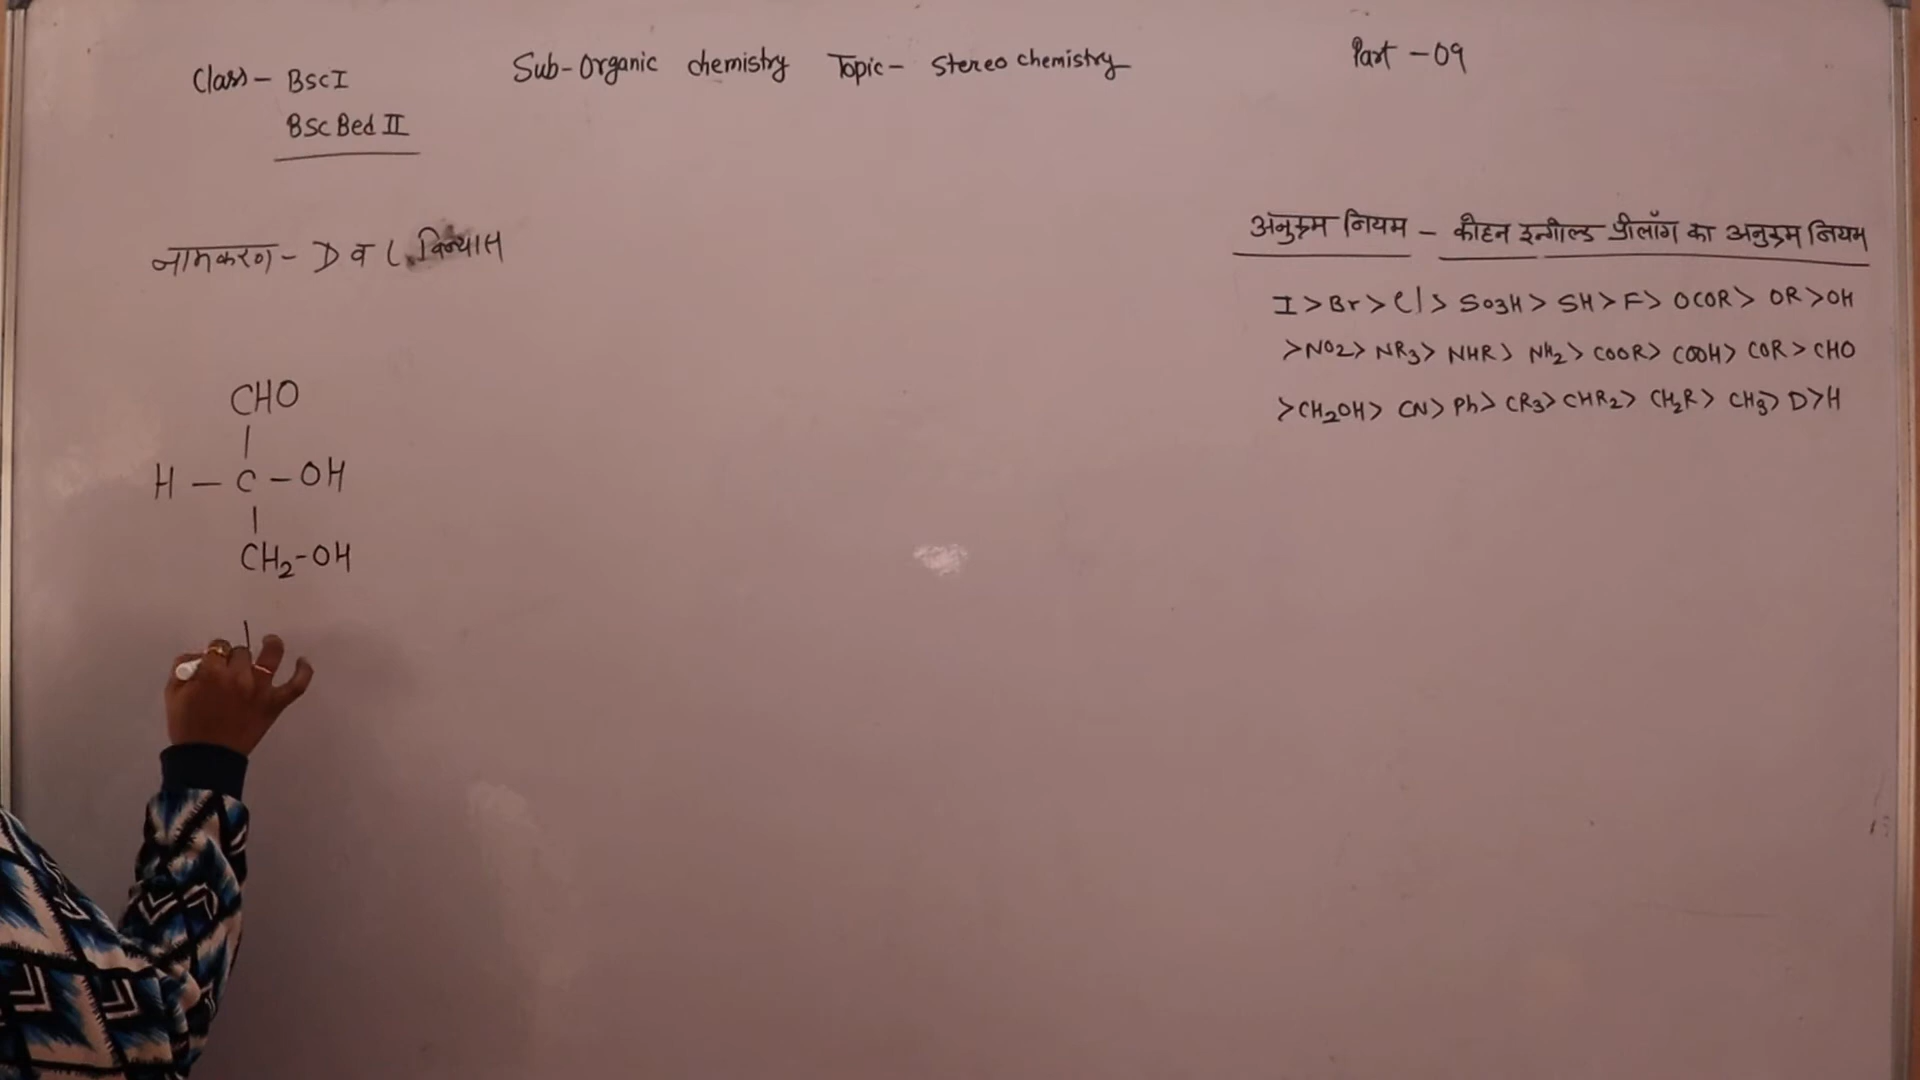 Class - BSc I
BSc Bed II
Sub-Organic chemistry Topic - Stereo chemistry
Part - 09
नामकरण - D व L विन्यास
CHO
|
H - C - OH
|
CH2-OH
|
अनुक्रम नियम - कॉहन इन्गोल्ड प्रीलॉग का अनुक्रम नियम
I > Br > Cl > SO3H > SH > F > OCOR > OR > OH
> NO2 > NR3 > NHR > NH2 > COOR > COOH > COR > CHO
> CH2OH > CN > Ph > CR3 > CHR2 > CH2R > CH3 > D > H